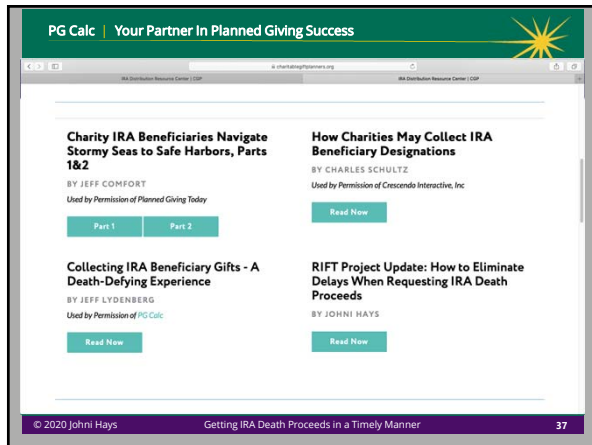 PG Calc | Your Partner In Planned Giving Success
charitablegiftplanners.org
IRA Distribution Resource Center | CGP
IRA Distribution Resource Center | CGP
Charity IRA Beneficiaries Navigate
Stormy Seas to Safe Harbors, Parts
1&2
BY JEFF COMFORT
Used by Permission of Planned Giving Today
Part 1
Part 2
How Charities May Collect IRA
Beneficiary Designations
BY CHARLES SCHULTZ
Used by Permission of Crescendo Interactive, Inc
Read Now
Collecting IRA Beneficiary Gifts - A
Death-Defying Experience
BY JEFF LYDENBERG
Used by Permission of PG Calc
Read Now
RIFT Project Update: How to Eliminate
Delays When Requesting IRA Death
Proceeds
BY JOHNI HAYS
Read Now
© 2020 Johni Hays
Getting IRA Death Proceeds in a Timely Manner
37